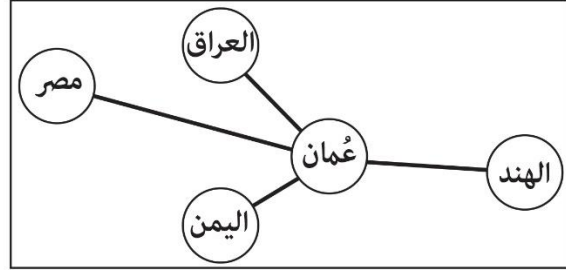 العراق
مصر
عُمان
الهند
اليمن